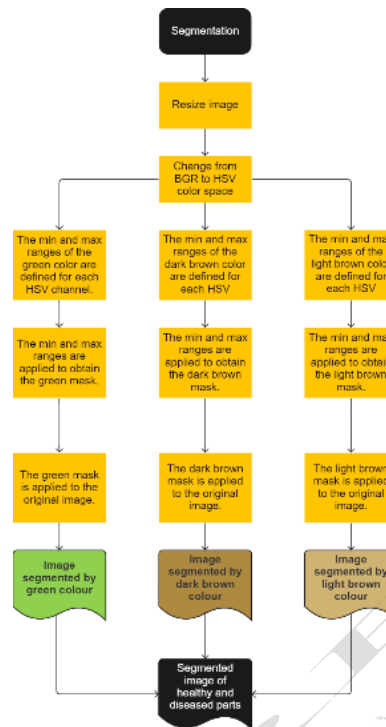 Segmentation
Resize image
Change from
BGR to HSV
color space
The min and max
ranges of the
green color are
defined for each
HSV channel.
The min and max
ranges of the
dark brown color
are defined for
each HSV
The min and max
ranges of the
light brown color
are defined for
each HSV
The min and max
ranges are
applied to obtain
the green mask.
The min and max
ranges are
applied to obtain
the dark brown
mask.
The min and max
ranges are
applied to obtain
the light brown
mask.
The green mask
is applied to the
original image.
The dark brown
mask is applied
to the original
image.
The light brown
mask is applied
to the original
image.
Image
segmented by
green colour
Image
segmented by
dark brown
colour
Image
segmented by
light brown
colour
Segmented
image of
healthy and
diseased parts